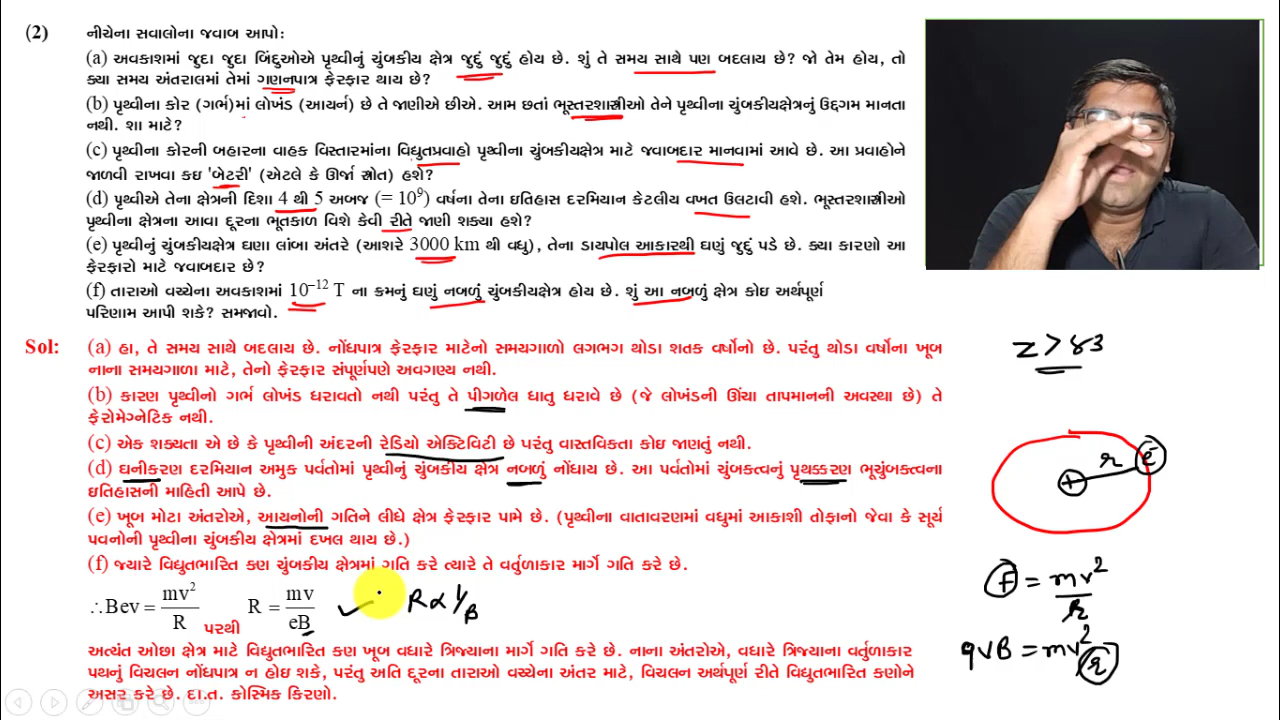 (2) નીચેના સવાલોના જવાબ આપો:
(a) અવકાશમાં જુદા જુદા બિંદુઓએ પૃથ્વીનું ચુંબકીય ક્ષેત્ર જુદું જુદું હોય છે. શું તે સમય સાથે પણ બદલાય છે? જો તેમ હોય, તો
ક્યા સમય અંતરાલમાં તેમાં ગણનપાત્ર ફેરફાર થાય છે?
(b) પૃથ્વીના કોર (ગર્ભ)માં લોખંડ (આયર્ન) છે તે જાણીએ છીએ. આમ છતાં ભૂસ્તરશાસ્ત્રીઓ તેને પૃથ્વીના ચુંબકીયક્ષેત્રનું ઉદ્દગમ માનતા
નથી. શા માટે?
(c) પૃથ્વીના કોરની બહારના વાહક વિસ્તારમાંના વિદ્યુતપ્રવાહો પૃથ્વીના ચુંબકીયક્ષેત્ર માટે જવાબદાર માનવામાં આવે છે. આ પ્રવાહોને
જાળવી રાખવા કઇ 'બેટરી' (એટલે કે ઊર્જા સ્રોત) હશે?
(d) પૃથ્વીએ તેના ક્ષેત્રની દિશા 4 થી 5 અબજ (= 10⁹) વર્ષના તેના ઇતિહાસ દરમિયાન કેટલીય વખત ઉલટાવી હશે. ભૂસ્તરશાસ્ત્રીઓ
પૃથ્વીના ક્ષેત્રના આવા દૂરના ભૂતકાળ વિશે કેવી રીતે જાણી શક્યા હશે?
(e) પૃથ્વીનું ચુંબકીયક્ષેત્ર ઘણા લાંબા અંતરે (આશરે 3000 km થી વધુ), તેના ડાયપોલ આકારથી ઘણું જુદું પડે છે. ક્યા કારણો આ
ફેરફારો માટે જવાબદાર છે?
(f) તારાઓ વચ્ચેના અવકાશમાં 10⁻¹² T ના ક્રમનું ઘણું નબળું ચુંબકીયક્ષેત્ર હોય છે. શું આ નબળું ક્ષેત્ર કોઇ અર્થપૂર્ણ
પરિણામ આપી શકે? સમજાવો.
Sol: (a) હા, તે સમય સાથે બદલાય છે. નોંધપાત્ર ફેરફાર માટેનો સમયગાળો લગભગ થોડા શતક વર્ષોનો છે. પરંતુ થોડા વર્ષોના ખૂબ
નાના સમયગાળા માટે, તેનો ફેરફાર સંપૂર્ણપણે અવગણ્ય નથી.
(b) કારણ પૃથ્વીનો ગર્ભ લોખંડ ધરાવતો નથી પરંતુ તે પીગળેલ ધાતુ ધરાવે છે (જે લોખંડની ઊંચા તાપમાનની અવસ્થા છે) તે
ફેરોમેગ્નેટિક નથી.
(c) એક શક્યતા એ છે કે પૃથ્વીની અંદરની રેડિયો એક્ટિવિટી છે પરંતુ વાસ્તવિકતા કોઇ જાણતું નથી.
(d) ઘનીકરણ દરમિયાન અમુક પર્વતોમાં પૃથ્વીનું ચુંબકીય ક્ષેત્ર નબળું નોંધાય છે. આ પર્વતોમાં ચુંબકત્વનું પૃથક્કરણ ભૂચુંબકત્વના
ઇતિહાસની માહિતી આપે છે.
(e) ખૂબ મોટા અંતરોએ, આયનોની ગતિને લીધે ક્ષેત્ર ફેરફાર પામે છે. (પૃથ્વીના વાતાવરણમાં વધુમાં આકાશી તોફાનો જેવા કે સૂર્ય
પવનોની પૃથ્વીના ચુંબકીય ક્ષેત્રમાં દખલ થાય છે.)
(f) જ્યારે વિદ્યુતભારિત કણ ચુંબકીય ક્ષેત્રમાં ગતિ કરે ત્યારે તે વર્તુળાકાર માર્ગે ગતિ કરે છે.
∴Bev = mv²/R પરથી R = mv/eB R ∝ 1/B
અત્યંત ઓછા ક્ષેત્ર માટે વિદ્યુતભારિત કણ ખૂબ વધારે ત્રિજ્યાના માર્ગે ગતિ કરે છે. નાના અંતરોએ, વધારે ત્રિજ્યાના વર્તુળાકાર
પથનું વિચલન નોંધપાત્ર ન હોઇ શકે, પરંતુ અતિ દૂરના તારાઓ વચ્ચેના અંતર માટે, વિચલન અર્થપૂર્ણ રીતે વિદ્યુતભારિત કણોને
અસર કરે છે. દા.ત. કોસ્મિક કિરણો.
Z > 83
+ r e
F = mv²/r
qvB = mv²/r